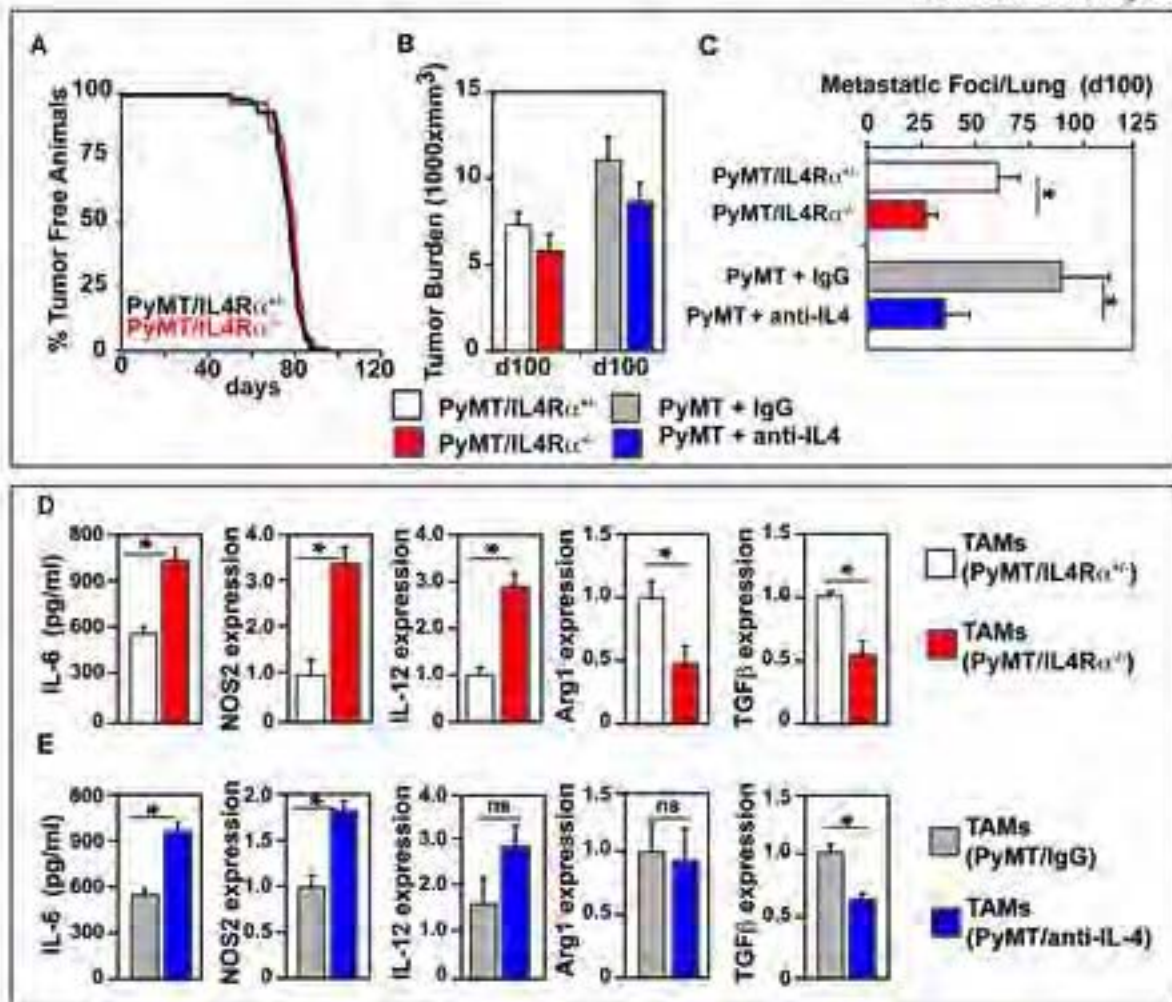 A
% Tumor Free Animals
100
75
50
25
0
PyMT/IL4Rα+/-
PyMT/IL4Rα-/-
0 40 80 120
days
B
Tumor Burden (1000xmm³)
15
10
5
0
d100 d100
C
Metastatic Foci/Lung (d100)
0 25 50 75 100 125
PyMT/IL4Rα+/-
PyMT/IL4Rα-/-
*
PyMT + IgG
PyMT + anti-IL4
*
PyMT/IL4Rα+/-
PyMT/IL4Rα-/-
PyMT + IgG
PyMT + anti-IL4
D
IL-6 (pg/ml)
800
900
600
300
0
*
NOS2 expression
4.0
3.0
2.0
1.0
0
*
IL-12 expression
4.0
3.0
2.0
1.0
0
*
Arg1 expression
1.5
1.0
0.5
0
*
TGFβ expression
1.5
1.0
0.5
0
*
TAMs
(PyMT/IL4Rα+/-)
TAMs
(PyMT/IL4Rα-/-)
E
IL-6 (pg/ml)
800
900
600
300
0
*
NOS2 expression
2.0
1.5
1.0
0.5
0.0
*
IL-12 expression
4.0
3.0
2.0
1.0
0
ns
Arg1 expression
1.5
1.0
0.5
0
ns
TGFβ expression
1.5
1.0
0.5
0
*
TAMs
(PyMT/IgG)
TAMs
(PyMT/anti-IL-4)